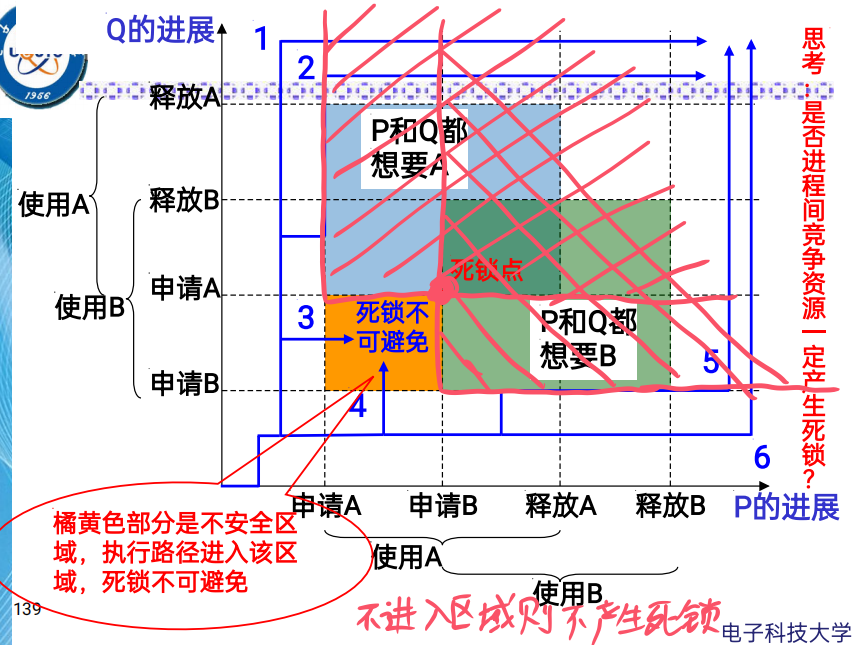 Q的进展
1
2
释放A
P和Q都
想要A
使用A
释放B
死锁点
申请A
使用B
3
死锁不
可避免
P和Q都
想要B
5
申请B
4
6
申请A
申请B
释放A
释放B
P的进展
使用A
使用B
橘黄色部分是不安全区
域，执行路径进入该区
域，死锁不可避免
思考：是否进程间竞争资源一定产生死锁？
不进入区域则不产生死锁
139
电子科技大学
1956